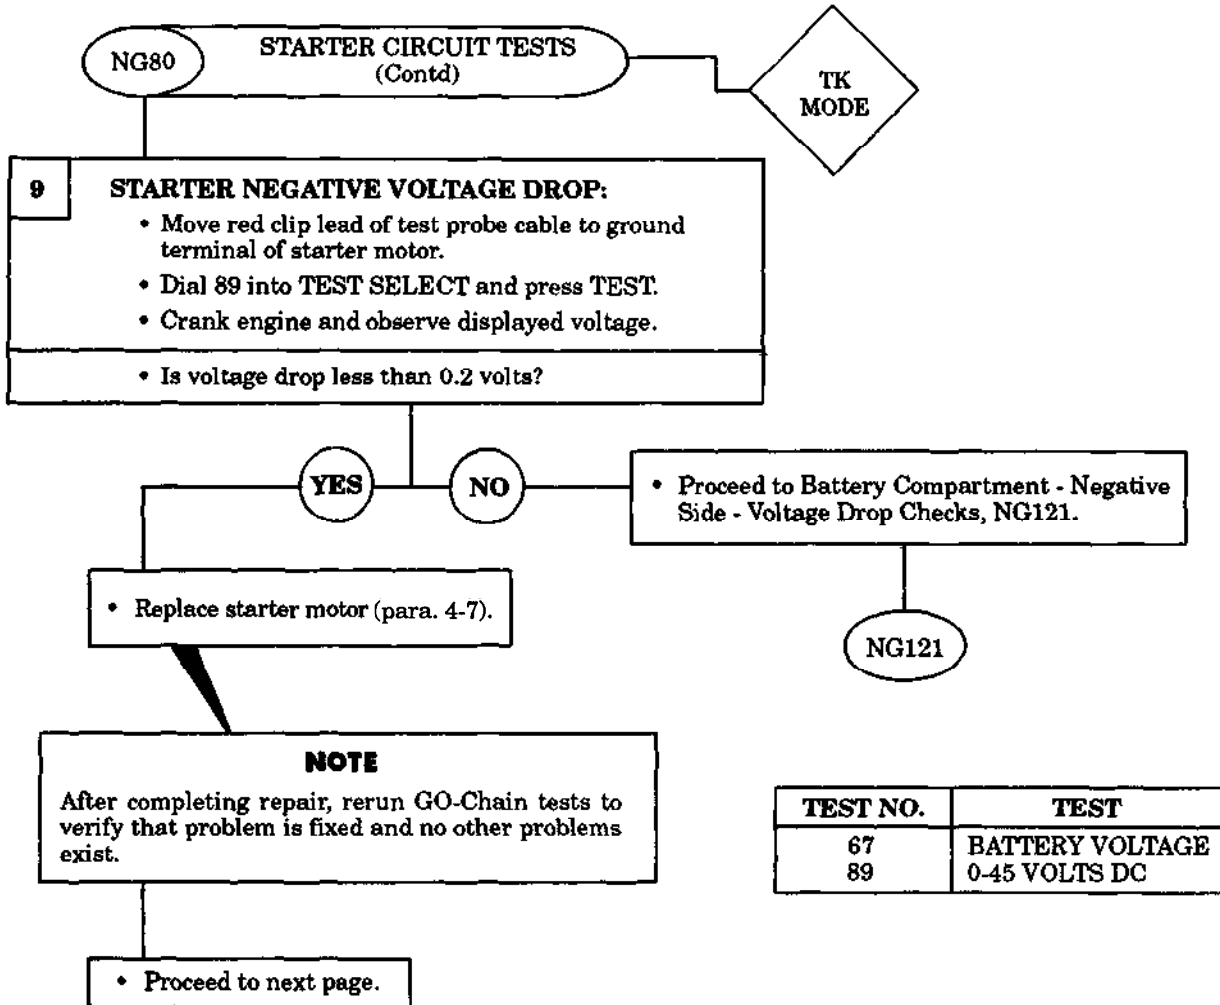 NG80
STARTER CIRCUIT TESTS
(Contd)
TK
MODE
9
STARTER NEGATIVE VOLTAGE DROP:
• Move red clip lead of test probe cable to ground
terminal of starter motor.
• Dial 89 into TEST SELECT and press TEST.
• Crank engine and observe displayed voltage.
• Is voltage drop less than 0.2 volts?
YES
NO
• Proceed to Battery Compartment - Negative
Side - Voltage Drop Checks, NG121.
• Replace starter motor (para. 4-7).
NG121
NOTE
After completing repair, rerun GO-Chain tests to
verify that problem is fixed and no other problems
exist.
TEST NO. TEST
67 BATTERY VOLTAGE
89 0-45 VOLTS DC
• Proceed to next page.